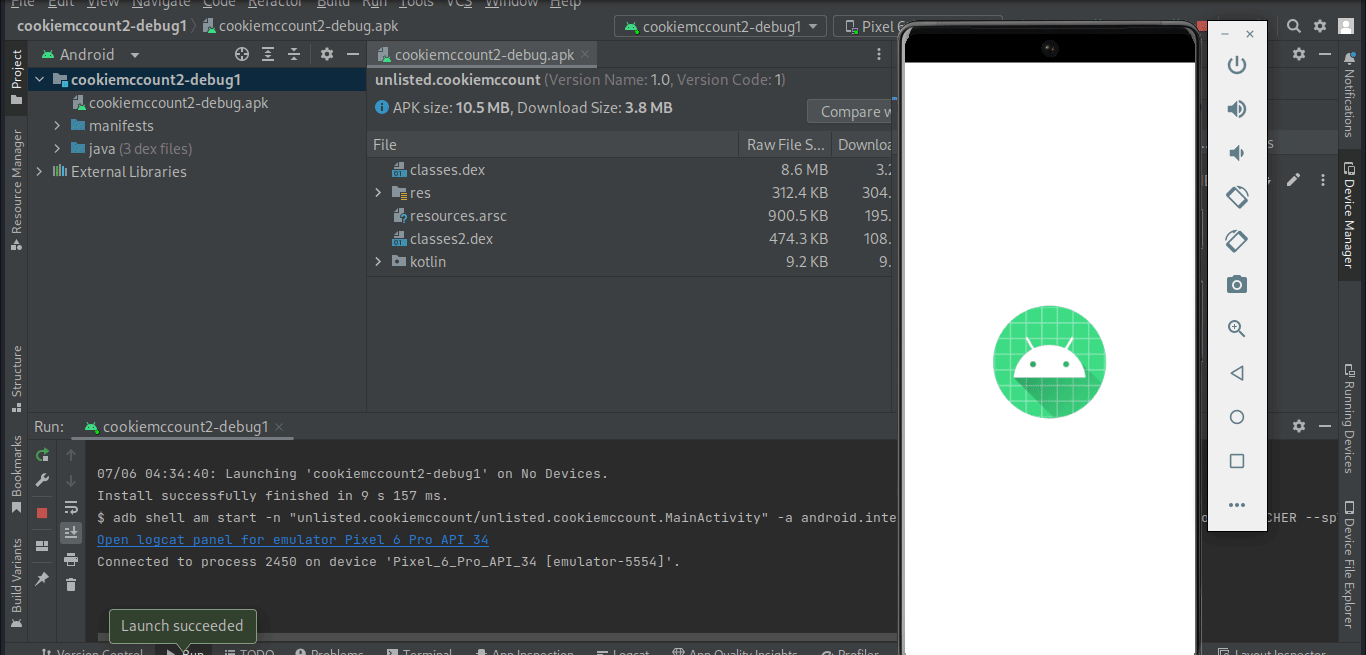 File Edit View Navigate Code Refactor Build Run Tools VCS Window Help
cookiemccount2-debug1 cookiemccount2-debug.apk cookiemccount2-debug1 Pixel 6
Android cookiemccount2-debug.apk
cookiemccount2-debug1
cookiemccount2-debug.apk
manifests
java (3 dex files)
External Libraries
unlisted.cookiemccount (Version Name: 1.0, Version Code: 1)
APK size: 10.5 MB, Download Size: 3.8 MB
Compare w
File Raw File S... Downloa
classes.dex 8.6 MB 3.2
res 312.4 KB 304.
resources.arsc 900.5 KB 195.
classes2.dex 474.3 KB 108.
kotlin 9.2 KB 9.
Run: cookiemccount2-debug1
07/06 04:34:40: Launching 'cookiemccount2-debug1' on No Devices.
Install successfully finished in 9 s 157 ms.
$ adb shell am start -n "unlisted.cookiemccount/unlisted.cookiemccount.MainActivity" -a android.inte CHER --sp
Open logcat panel for emulator Pixel 6 Pro API 34
Connected to process 2450 on device 'Pixel_6_Pro_API_34 [emulator-5554]'.
Launch succeeded
Version Control Run TODO Problems Terminal App Inspection Logcat App Quality Insights Profiler Layout Inspector
Project
Resource Manager
Structure
Bookmarks
Build Variants
Notifications
Device Manager
Running Devices
Device File Explorer